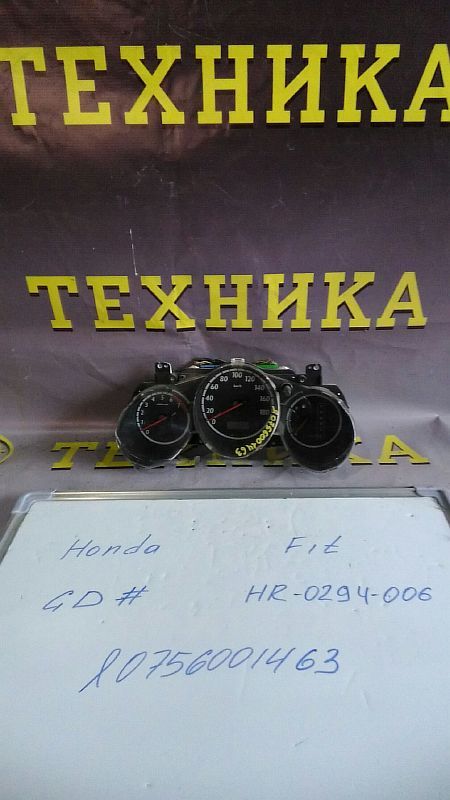 ТЕХНИКА
ТЕХНИКА
ТЕХНИКА
Honda Fit
GD# HR-0294-006
l0756001463